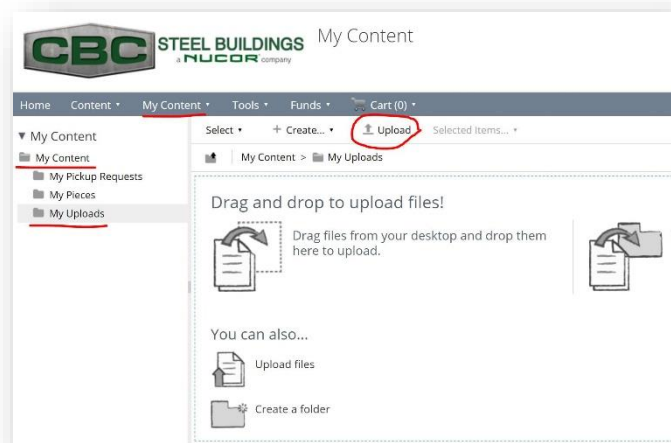 CBC STEEL BUILDINGS
a NUCOR company
My Content
Home Content My Content Tools Funds Cart (0)
My Content
My Content
My Pickup Requests
My Pieces
My Uploads
Select + Create... Upload Selected Items...
My Content > My Uploads
Drag and drop to upload files!
Drag files from your desktop and drop them
here to upload.
You can also...
Upload files
Create a folder